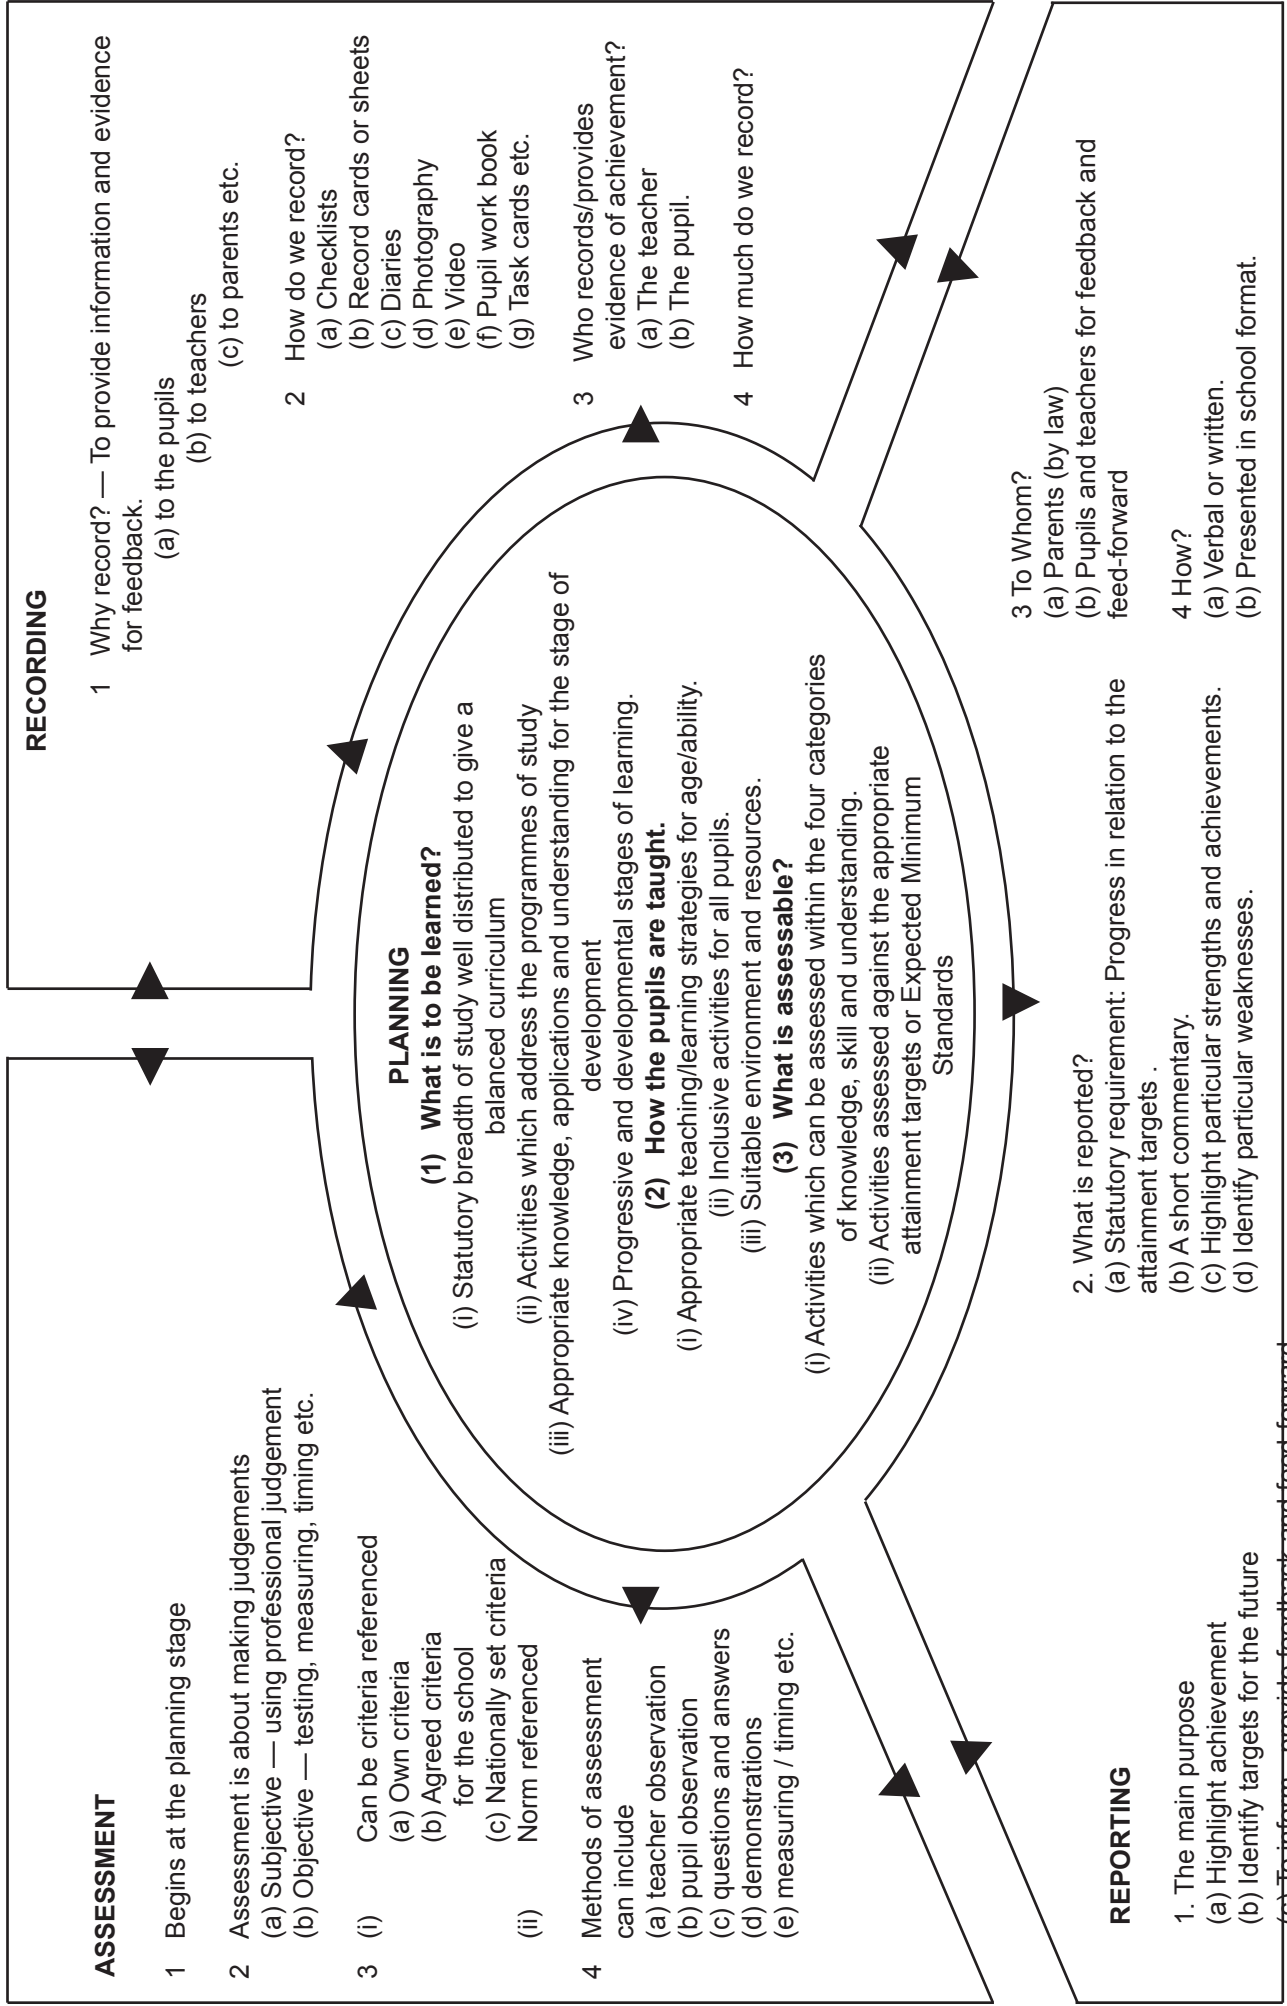 ASSESSMENT
1 Begins at the planning stage
2 Assessment is about making judgements
(a) Subjective — using professional judgement
(b) Objective — testing, measuring, timing etc.
3 (i) Can be criteria referenced
(a) Own criteria
(b) Agreed criteria
for the school
(c) Nationally set criteria
(ii) Norm referenced
4 Methods of assessment
can include
(a) teacher observation
(b) pupil observation
(c) questions and answers
(d) demonstrations
(e) measuring / timing etc.
RECORDING
1 Why record? — To provide information and evidence
for feedback.
(a) to the pupils
(b) to teachers
(c) to parents etc.
2 How do we record?
(a) Checklists
(b) Record cards or sheets
(c) Diaries
(d) Photography
(e) Video
(f) Pupil work book
(g) Task cards etc.
3 Who records/provides
evidence of achievement?
(a) The teacher
(b) The pupil.
4 How much do we record?
PLANNING
(1) What is to be learned?
(i) Statutory breadth of study well distributed to give a
balanced curriculum
(ii) Activities which address the programmes of study
(iii) Appropriate knowledge, applications and understanding for the stage of
development
(iv) Progressive and developmental stages of learning.
(2) How the pupils are taught.
(i) Appropriate teaching/learning strategies for age/ability.
(ii) Inclusive activities for all pupils.
(iii) Suitable environment and resources.
(3) What is assessable?
(i) Activities which can be assessed within the four categories
of knowledge, skill and understanding.
(ii) Activities assessed against the appropriate
attainment targets or Expected Minimum
Standards
REPORTING
1. The main purpose
(a) Highlight achievement
(b) Identify targets for the future
(c) To inform - provide feedback and feed-forward
2. What is reported?
(a) Statutory requirement: Progress in relation to the
attainment targets .
(b) A short commentary.
(c) Highlight particular strengths and achievements.
(d) Identify particular weaknesses.
3 To Whom?
(a) Parents (by law)
(b) Pupils and teachers for feedback and
feed-forward
4 How?
(a) Verbal or written.
(b) Presented in school format.